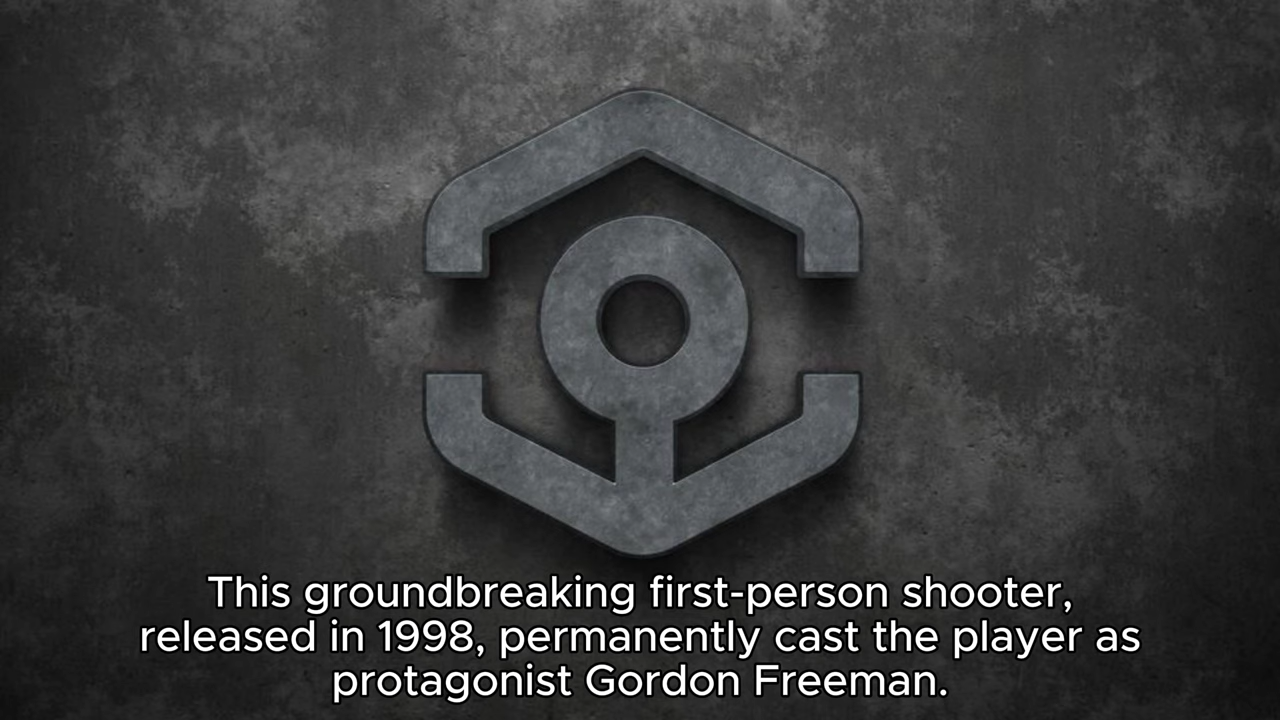 This groundbreaking first-person shooter,
released in 1998, permanently cast the player as
protagonist Gordon Freeman.